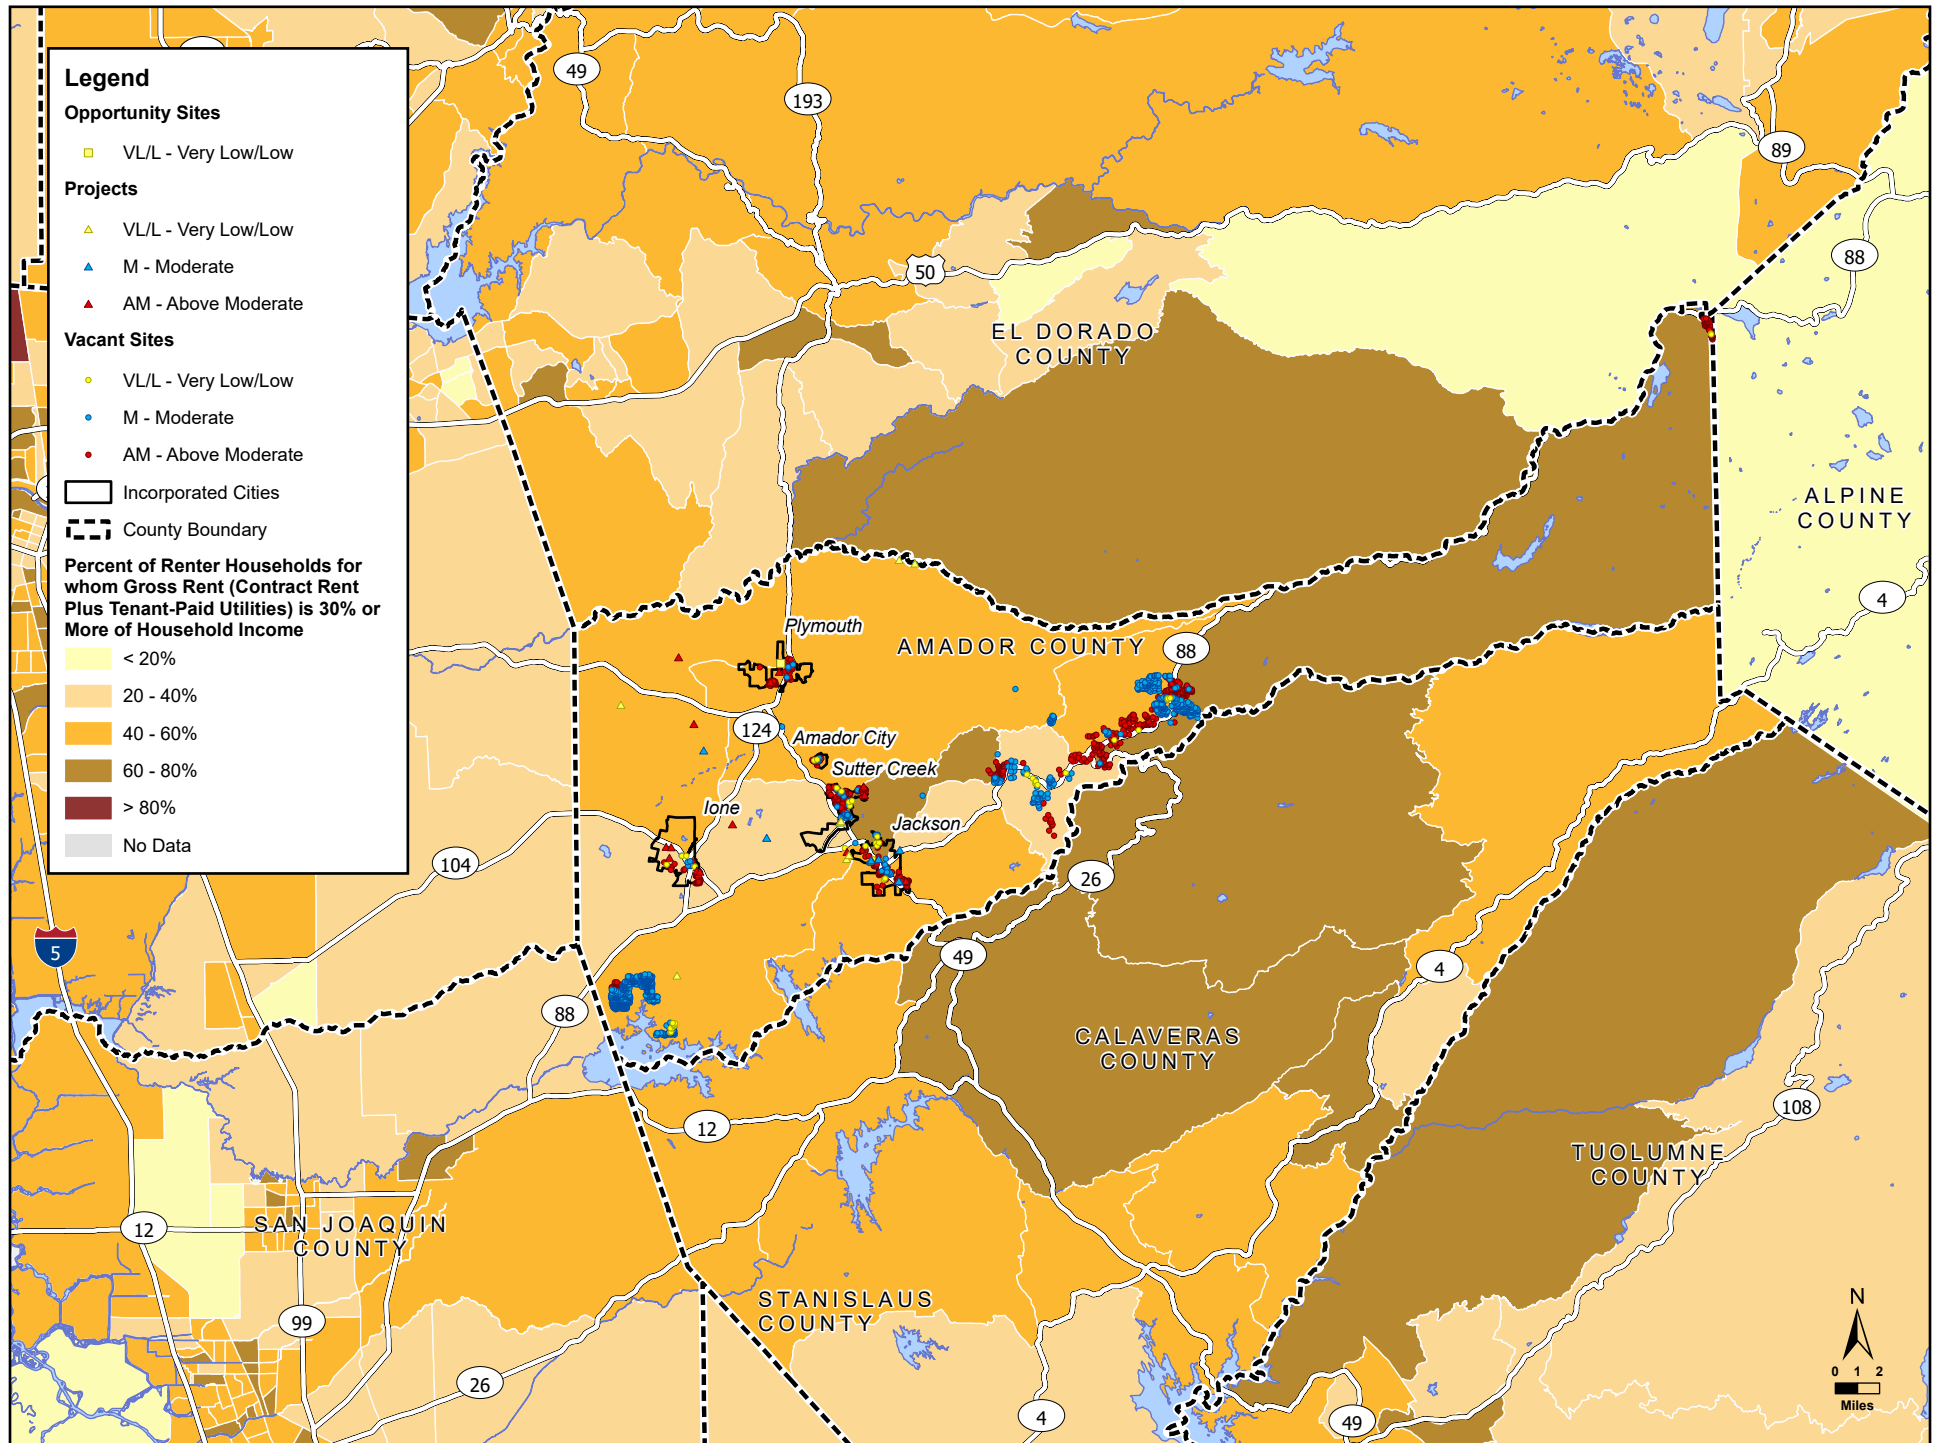 Legend
Opportunity Sites
VL/L - Very Low/Low
Projects
VL/L - Very Low/Low
M - Moderate
AM - Above Moderate
Vacant Sites
VL/L - Very Low/Low
M - Moderate
AM - Above Moderate
Incorporated Cities
County Boundary
Percent of Renter Households for
whom Gross Rent (Contract Rent
Plus Tenant-Paid Utilities) is 30% or
More of Household Income
< 20%
20 - 40%
40 - 60%
60 - 80%
> 80%
No Data
49
193
89
88
50
EL DORADO
COUNTY
ALPINE
COUNTY
4
Plymouth
AMADOR COUNTY
88
124
Amador City
Sutter Creek
Ione
Jackson
104
26
5
49
4
88
CALAVERAS
COUNTY
12
108
TUOLUMNE
COUNTY
12
SAN JOAQUIN
COUNTY
STANISLAUS
COUNTY
99
26
4
49
N
0 1 2
Miles